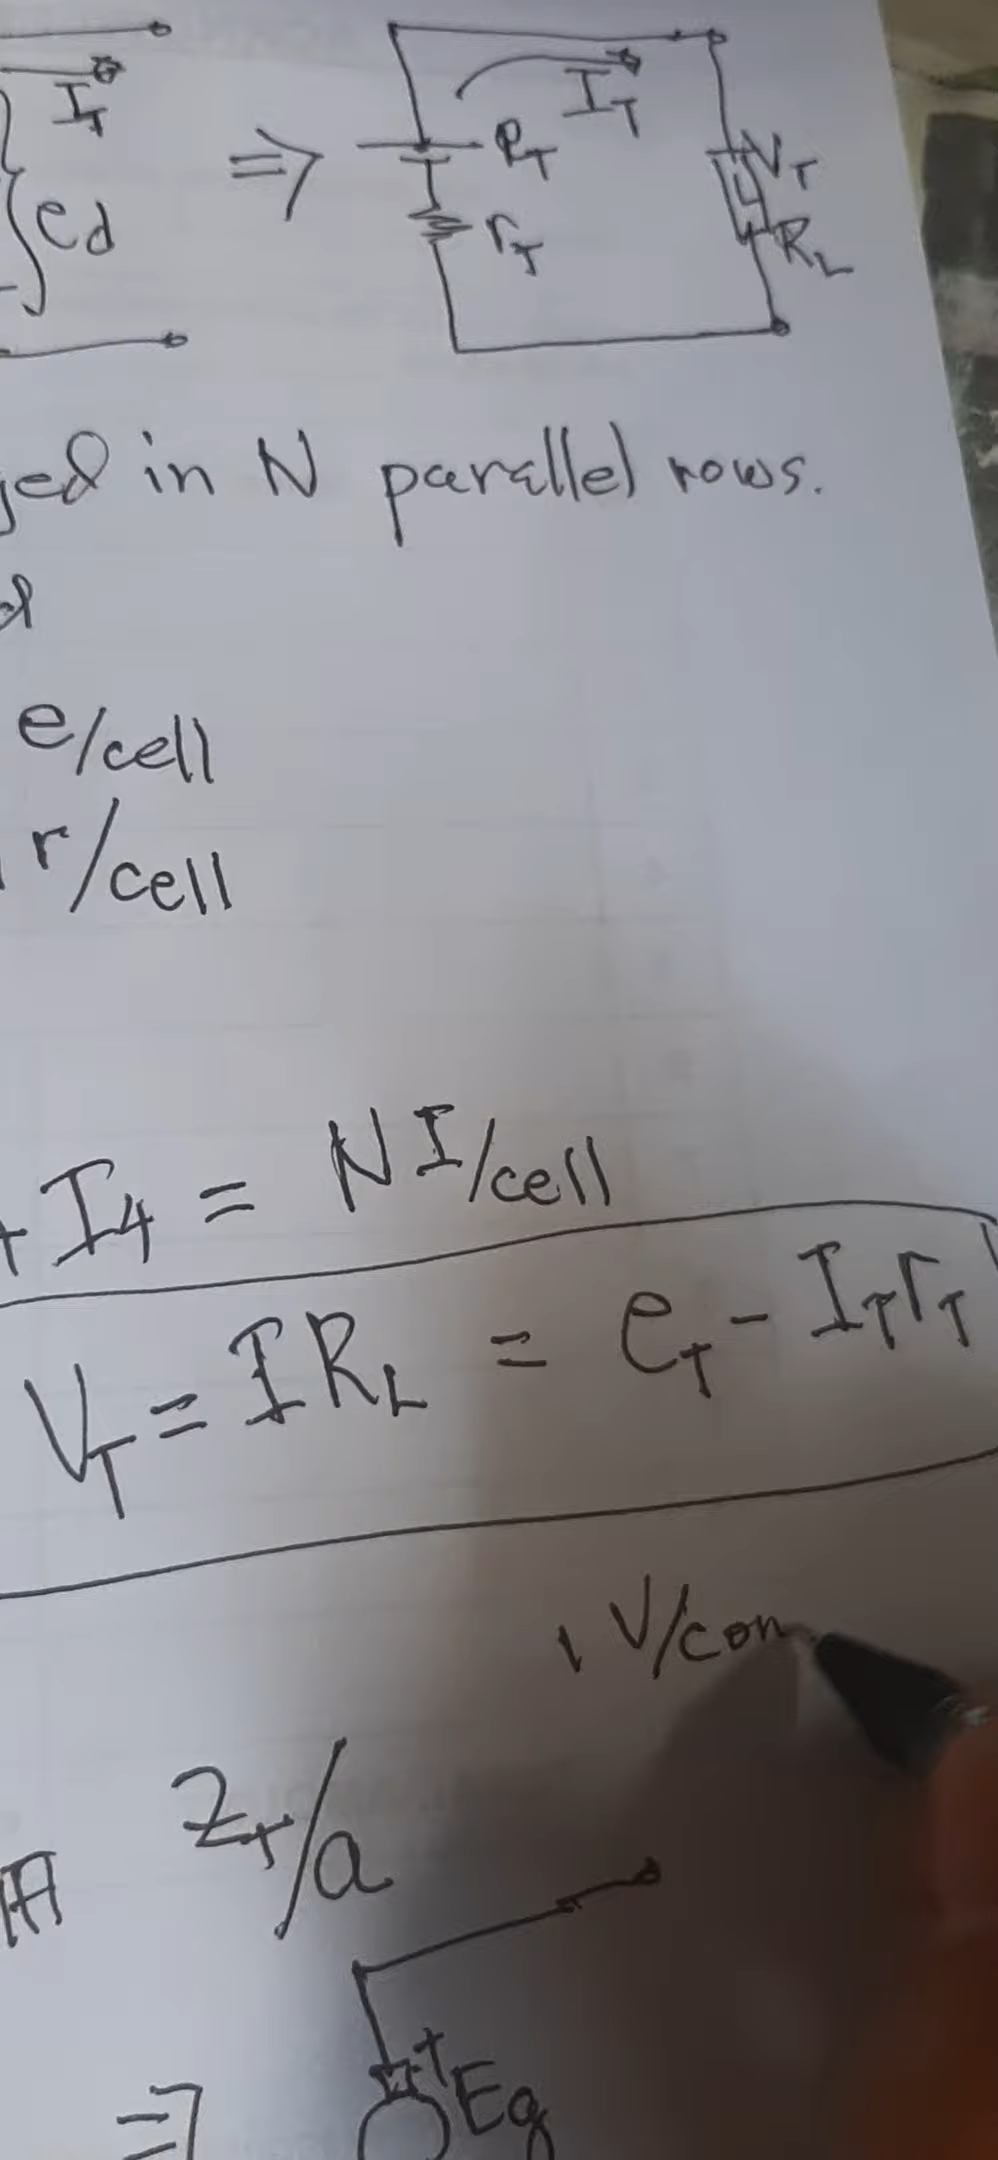 I_T
e_T
I_T
V_T
e_d
r_T
R_L
=>
in N parallel rows.
e/cell
r/cell
+ I_4 = N I/cell
V_T = I R_L = e_T - I_T r_T
V/con
Z_T/a
+
=> E_g